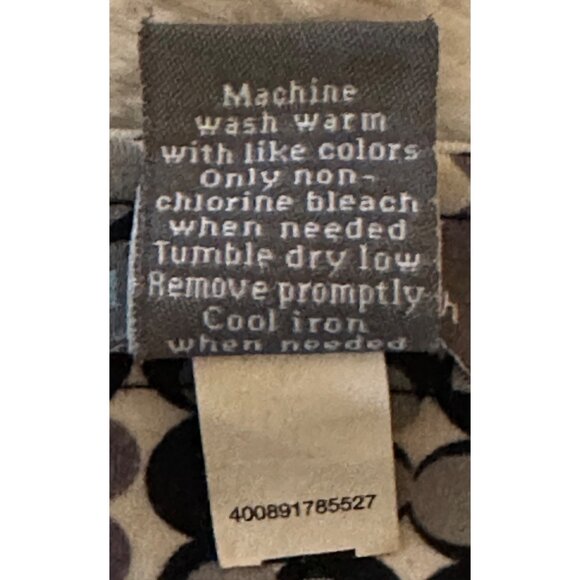 Machine
wash warm
with like colors
Only non-
chlorine bleach
when needed
Tumble dry low
Remove promptly
Cool iron
when needed
400891785527